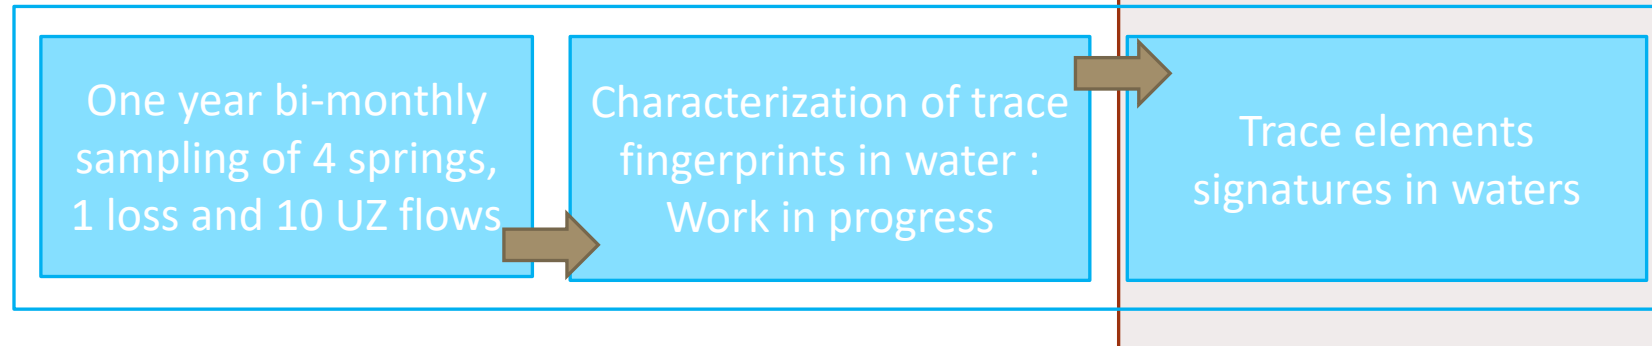 One year bi-monthly
sampling of 4 springs,
1 loss and 10 UZ flows
Characterization of trace
fingerprints in water :
Work in progress
Trace elements
signatures in waters